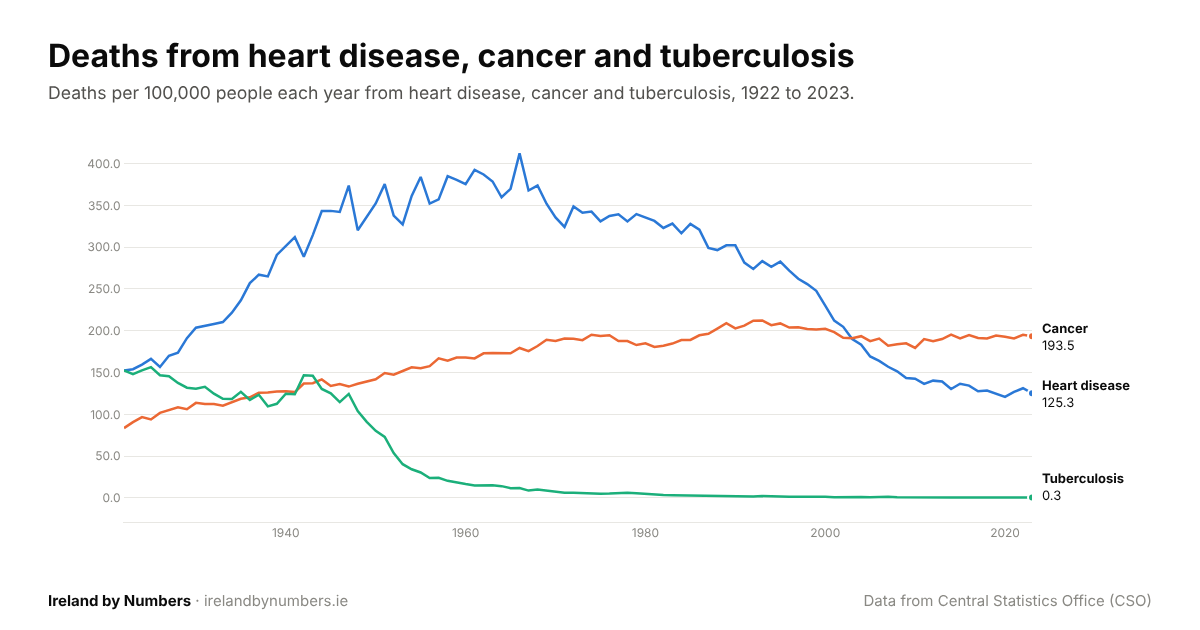 Deaths from heart disease, cancer and tuberculosis
Deaths per 100,000 people each year from heart disease, cancer and tuberculosis, 1922 to 2023.
400.0
350.0
300.0
250.0
200.0
150.0
100.0
50.0
0.0
Cancer
193.5
Heart disease
125.3
Tuberculosis
0.3
1940
1960
1980
2000
2020
Ireland by Numbers · irelandbynumbers.ie
Data from Central Statistics Office (CSO)